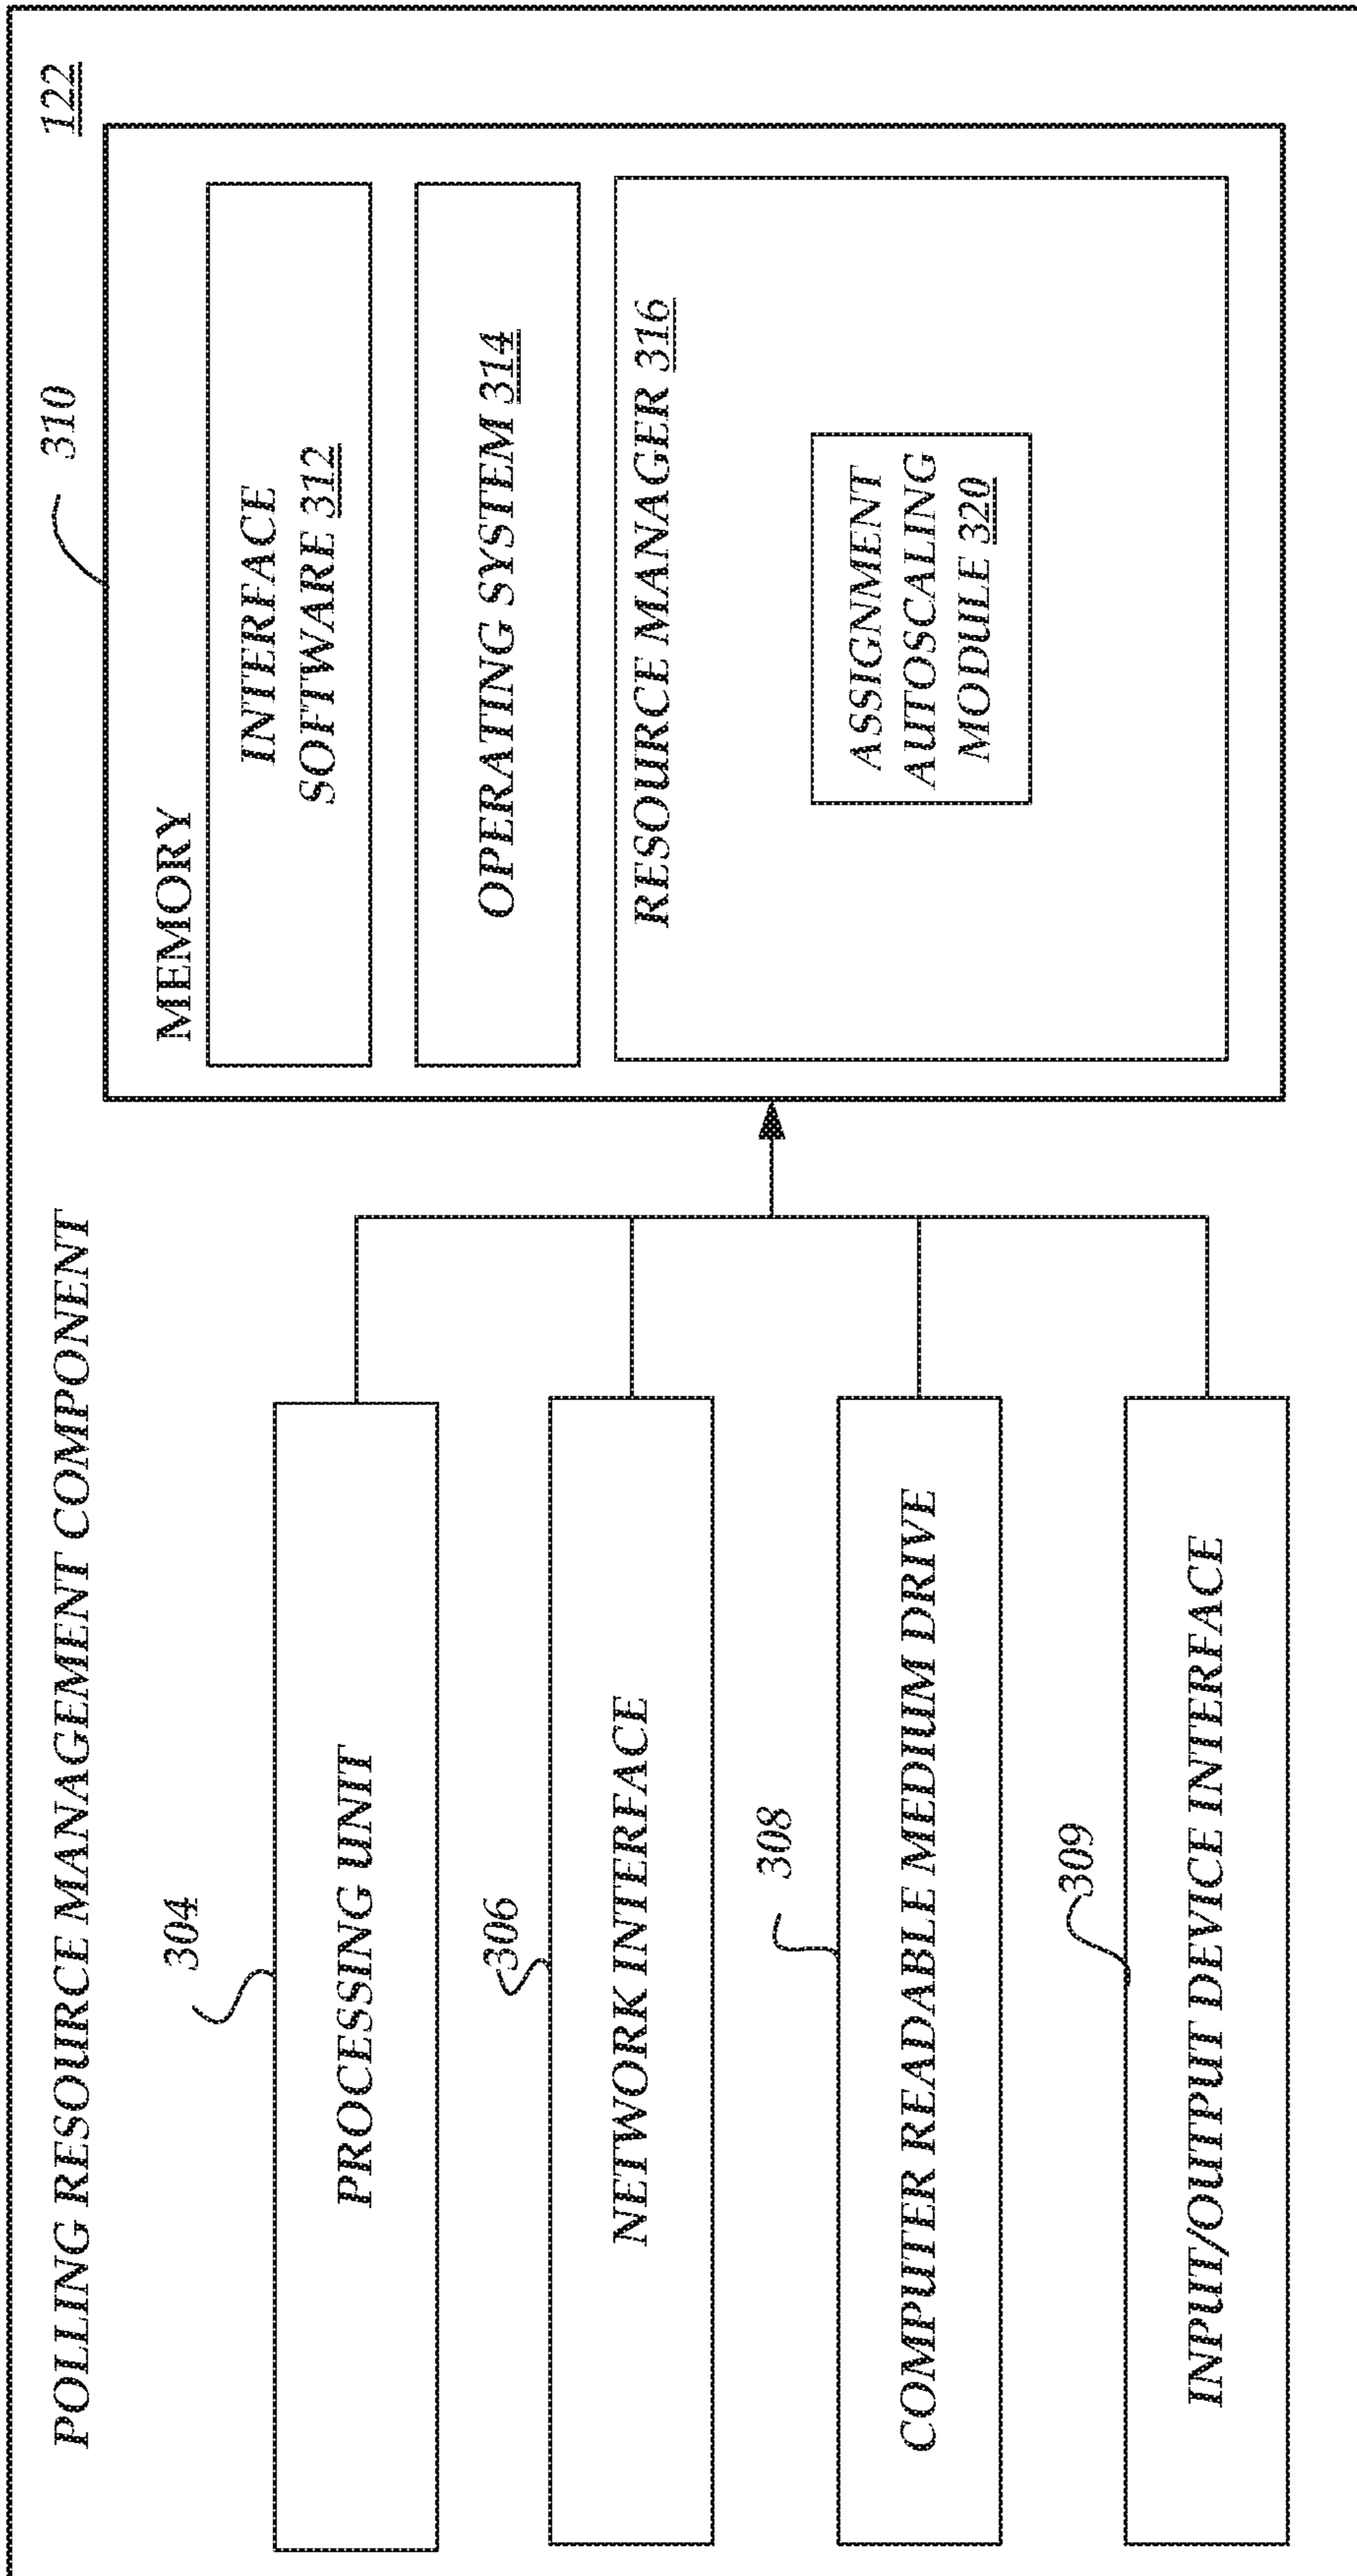 POLLING RESOURCE MANAGEMENT COMPONENT
122
304
PROCESSING UNIT
306
NETWORK INTERFACE
308
COMPUTER READABLE MEDIUM DRIVE
309
INPUT/OUTPUT DEVICE INTERFACE
310
MEMORY
INTERFACE
SOFTWARE 312
OPERATING SYSTEM 314
RESOURCE MANAGER 316
ASSIGNMENT
AUTOSCALING
MODULE 320